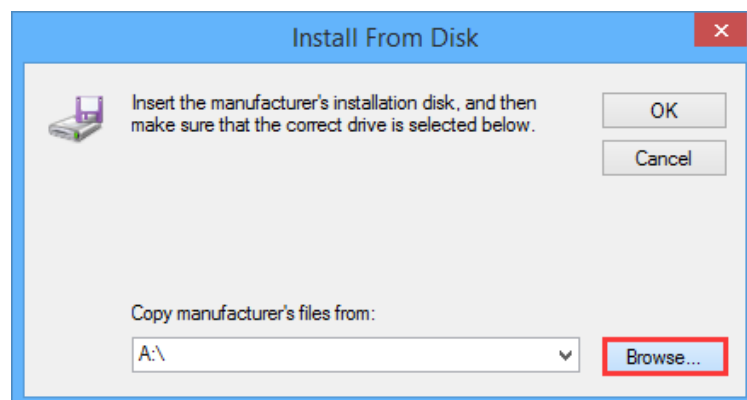 Install From Disk
Insert the manufacturer's installation disk, and then
make sure that the correct drive is selected below.
OK
Cancel
Copy manufacturer's files from:
A:\
Browse...